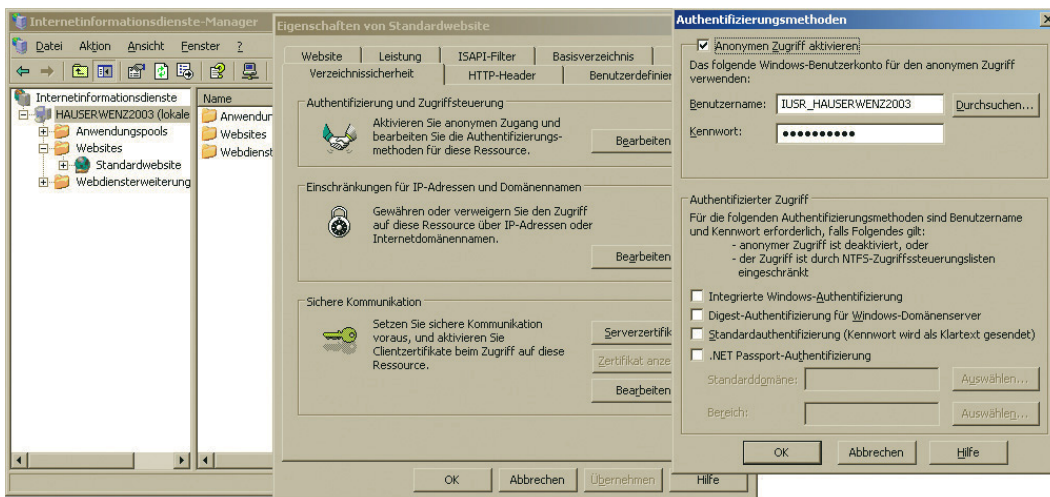 Internetinformationsdienste-Manager
Datei Aktion Ansicht Fenster ?
Internetinformationsdienste
HAUSERWENZ2003 (lokale
Anwendungspools
Websites
Standardwebsite
Webdiensterweiterung
Name
Anwendur
Websites
Webdienst
Eigenschaften von Standardwebsite
Website Leistung ISAPI-Filter Basisverzeichnis
Verzeichnissicherheit HTTP-Header Benutzerdefinier
Authentifizierung und Zugriffsteuerung
Aktivieren Sie anonymen Zugang und
bearbeiten Sie die Authentifizierungs-
methoden für diese Ressource.
Bearbeiten
Einschränkungen für IP-Adressen und Domänennamen
Gewähren oder verweigern Sie den Zugriff
auf diese Ressource über IP-Adressen oder
Internetdomänennamen.
Bearbeiten
Sichere Kommunikation
Setzen Sie sichere Kommunikation
voraus, und aktivieren Sie
Clientzertifikate beim Zugriff auf diese
Ressource.
Serverzertifik
Zertifikat anze
Bearbeiten
OK Abbrechen Übernehmen Hilfe
Authentifizierungsmethoden
Anonymen Zugriff aktivieren
Das folgende Windows-Benutzerkonto für den anonymen Zugriff
verwenden:
Benutzername: IUSR_HAUSERWENZ2003 Durchsuchen...
Kennwort: ●●●●●●●●●●
Authentifizierter Zugriff
Für die folgenden Authentifizierungsmethoden sind Benutzername
und Kennwort erforderlich, falls Folgendes gilt:
- anonymer Zugriff ist deaktiviert, oder
- der Zugriff ist durch NTFS-Zugriffssteuerungslisten
eingeschränkt
Integrierte Windows-Authentifizierung
Digest-Authentifizierung für Windows-Domänenserver
Standardauthentifizierung (Kennwort wird als Klartext gesendet)
.NET Passport-Authentifizierung
Standarddomäne: Auswählen...
Bereich: Auswählen...
OK Abbrechen Hilfe